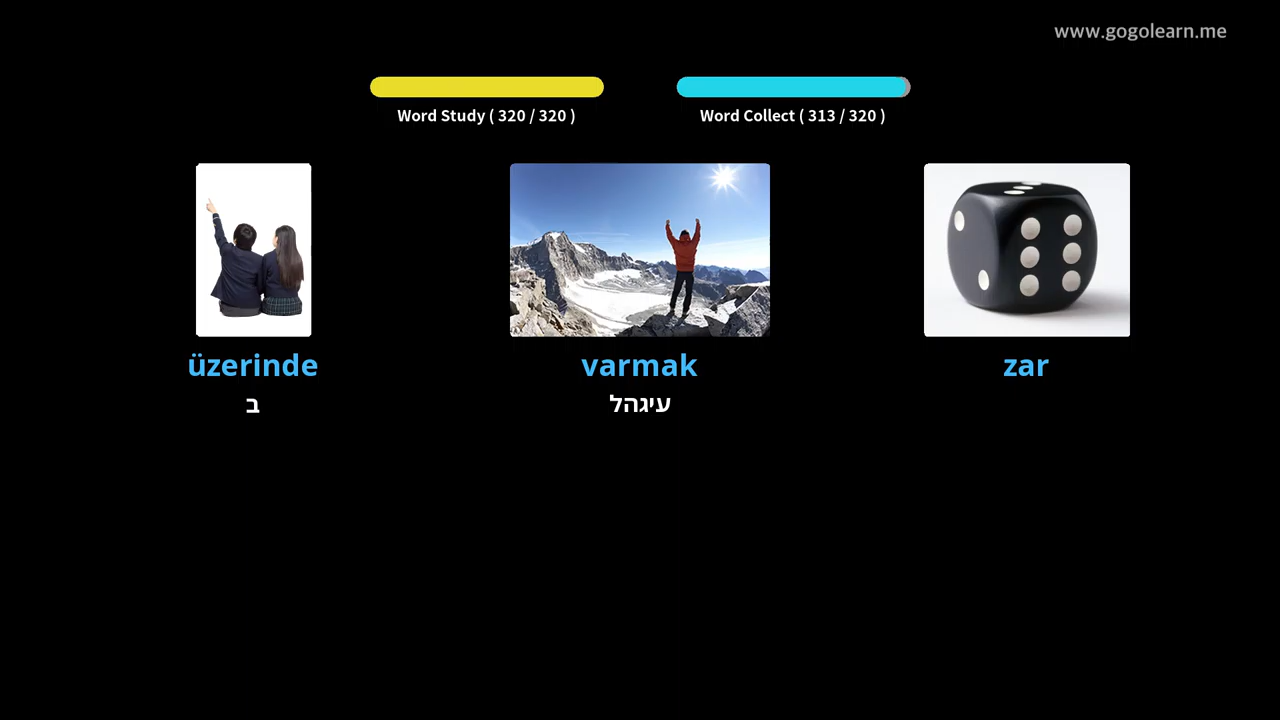 www.gogolearn.me
Word Study ( 320 / 320 )
Word Collect ( 313 / 320 )
üzerinde
varmak
zar
ב
עיגהל